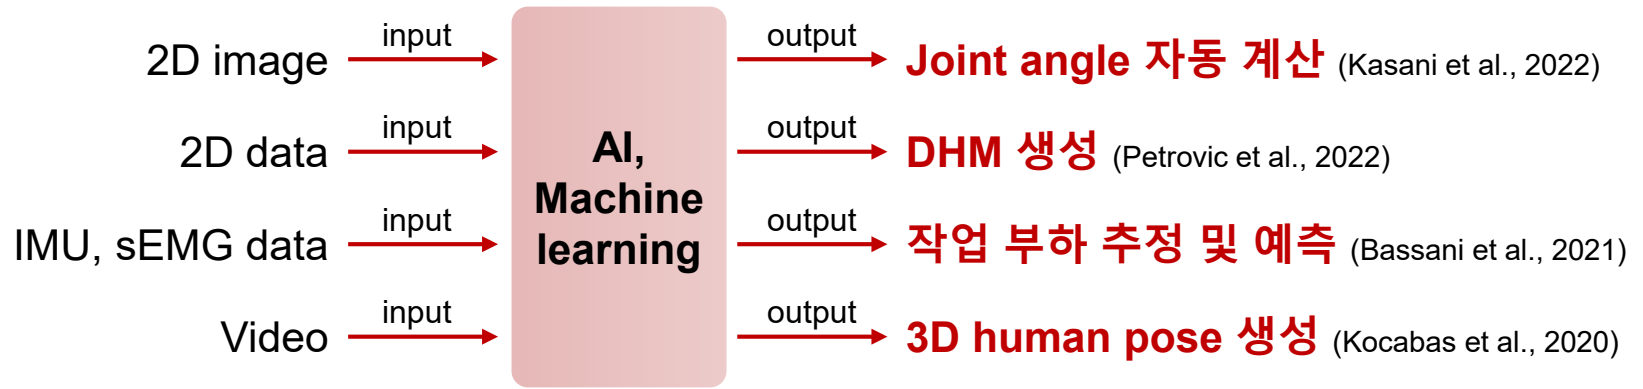 2D image input output Joint angle 자동 계산 (Kasani et al., 2022)
2D data input output DHM 생성 (Petrovic et al., 2022)
IMU, sEMG data input output 작업 부하 추정 및 예측 (Bassani et al., 2021)
Video input output 3D human pose 생성 (Kocabas et al., 2020)
AI,
Machine
learning